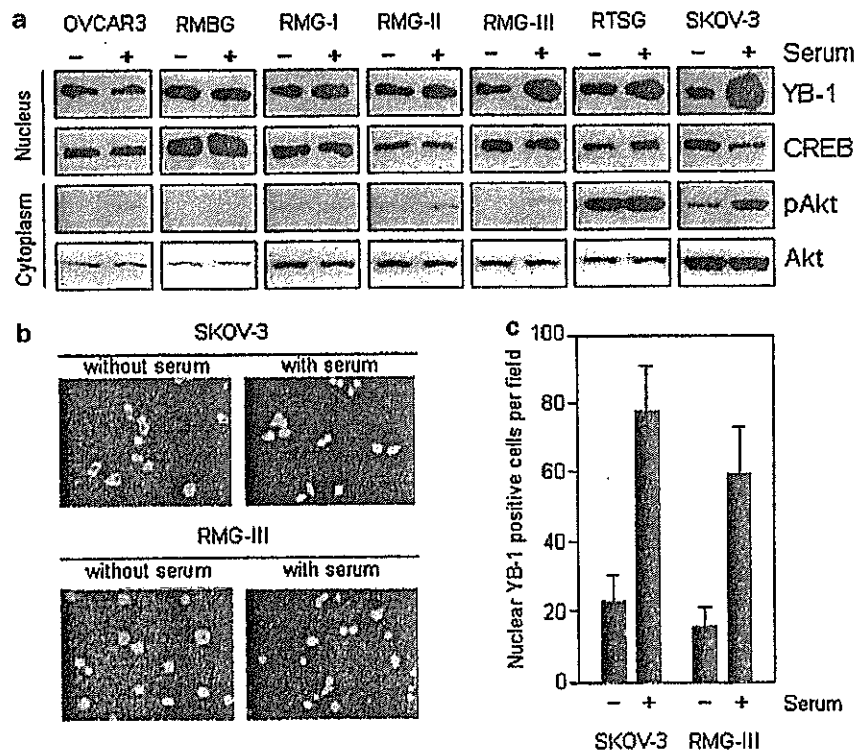 a
OVCAR3 RMBG RMG-I RMG-II RMG-III RTSG SKOV-3
− + − + − + − + − + − + − + Serum
Nucleus
YB-1
CREB
Cytoplasm
pAkt
Akt
b
SKOV-3
without serum with serum
RMG-III
without serum with serum
c
Nuclear YB-1 positive cells per field
100
80
60
40
20
0
− + − + Serum
SKOV-3 RMG-III